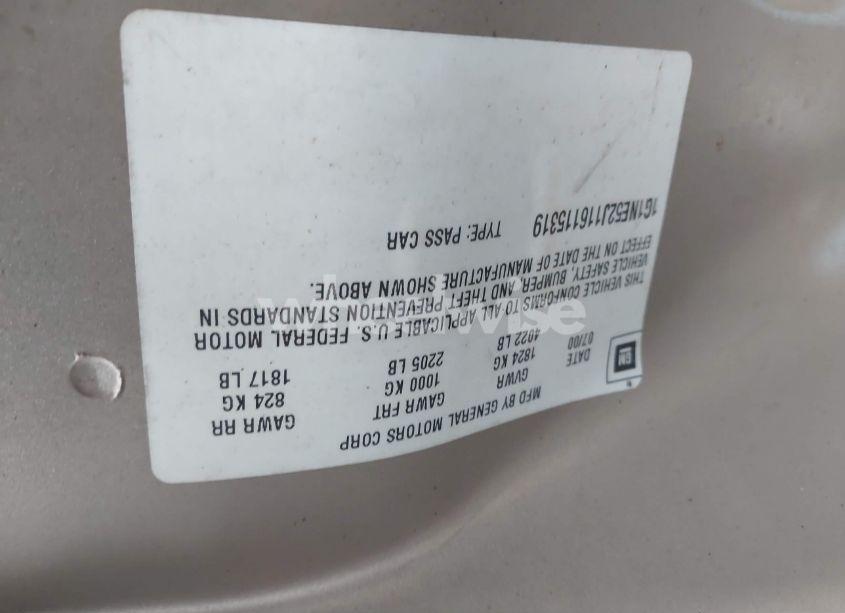 GM
MFD BY GENERAL MOTORS CORP
DATE GVWR GAWR FRT GAWR RR
07/00 1824 KG 1000 KG 824 KG
4022 LB 2205 LB 1817 LB
THIS VEHICLE CONFORMS TO ALL APPLICABLE U.S. FEDERAL MOTOR
VEHICLE SAFETY, BUMPER, AND THEFT PREVENTION STANDARDS IN
EFFECT ON THE DATE OF MANUFACTURE SHOWN ABOVE.
1G1NE52J116115319 TYPE: PASS CAR